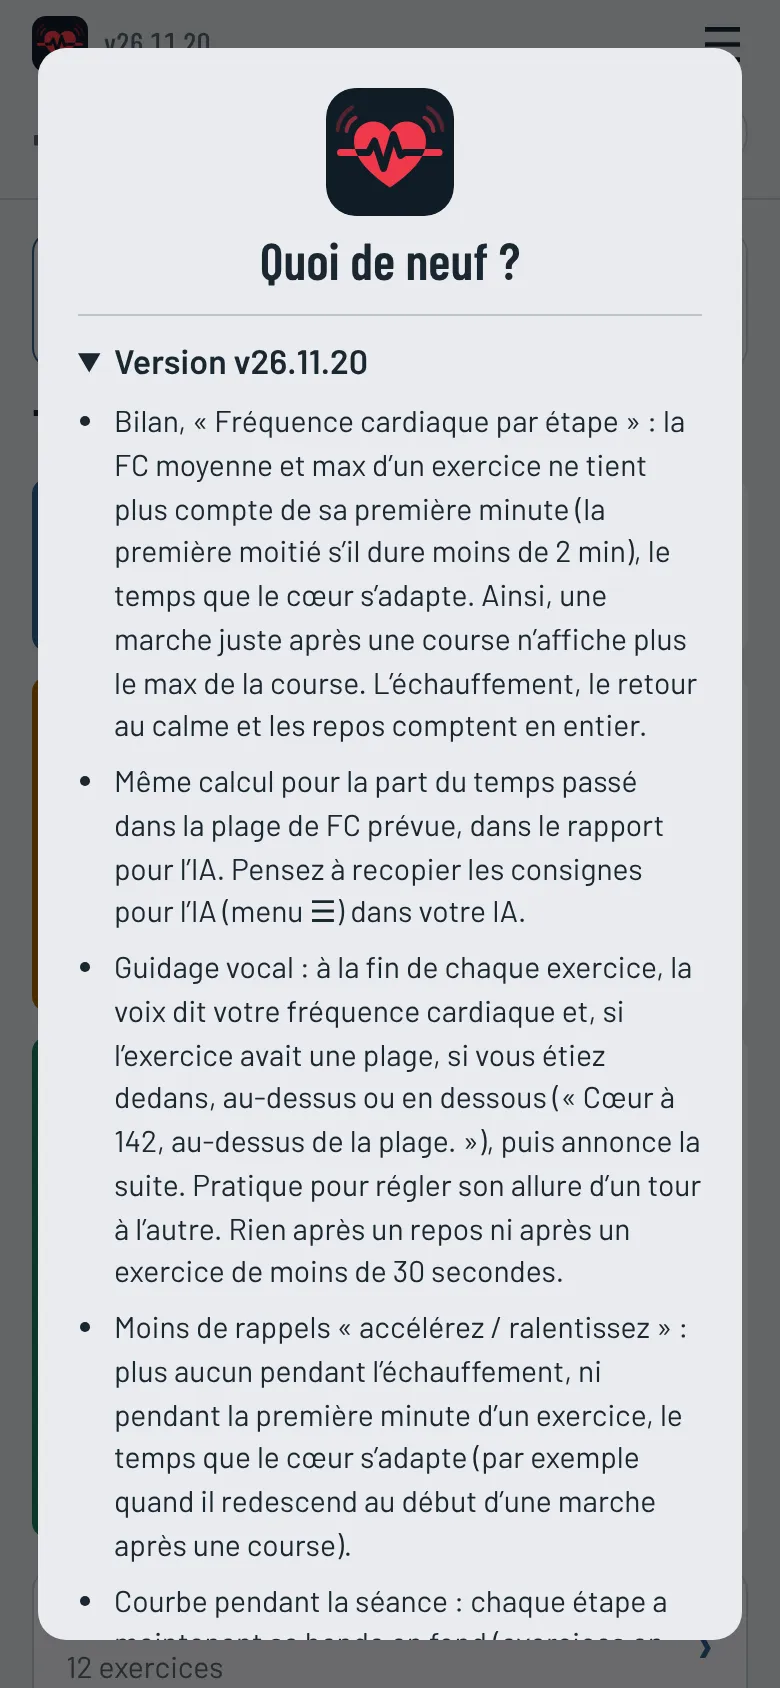 v26.11.20
Quoi de neuf ?
▼ Version v26.11.20
• Bilan, « Fréquence cardiaque par étape » : la
FC moyenne et max d’un exercice ne tient
plus compte de sa première minute (la
première moitié s’il dure moins de 2 min), le
temps que le cœur s’adapte. Ainsi, une
marche juste après une course n’affiche plus
le max de la course. L’échauffement, le retour
au calme et les repos comptent en entier.
• Même calcul pour la part du temps passé
dans la plage de FC prévue, dans le rapport
pour l’IA. Pensez à recopier les consignes
pour l’IA (menu ☰) dans votre IA.
• Guidage vocal : à la fin de chaque exercice, la
voix dit votre fréquence cardiaque et, si
l’exercice avait une plage, si vous étiez
dedans, au-dessus ou en dessous (« Cœur à
142, au-dessus de la plage. »), puis annonce la
suite. Pratique pour régler son allure d’un tour
à l’autre. Rien après un repos ni après un
exercice de moins de 30 secondes.
• Moins de rappels « accélérez / ralentissez » :
plus aucun pendant l’échauffement, ni
pendant la première minute d’un exercice, le
temps que le cœur s’adapte (par exemple
quand il redescend au début d’une marche
après une course).
• Courbe pendant la séance : chaque étape a
maintenant sa bande en fond (exercices en
12 exercices